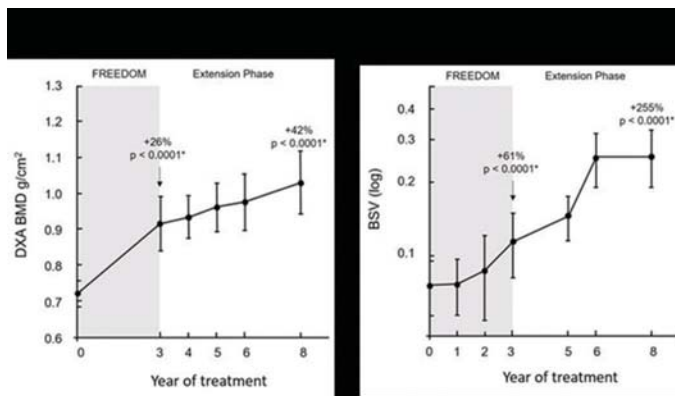 FREEDOM Extension Phase
1.3
1.2
1.1
1.0
0.9
0.8
0.7
0.6
DXA BMD g/cm²
+26%
p < 0.0001*
+42%
p < 0.0001*
0 3 4 5 6 8
Year of treatment
FREEDOM Extension Phase
0.4
0.3
0.2
0.1
BSV (log)
+61%
p < 0.0001*
+255%
p < 0.0001*
0 1 2 3 5 6 8
Year of treatment